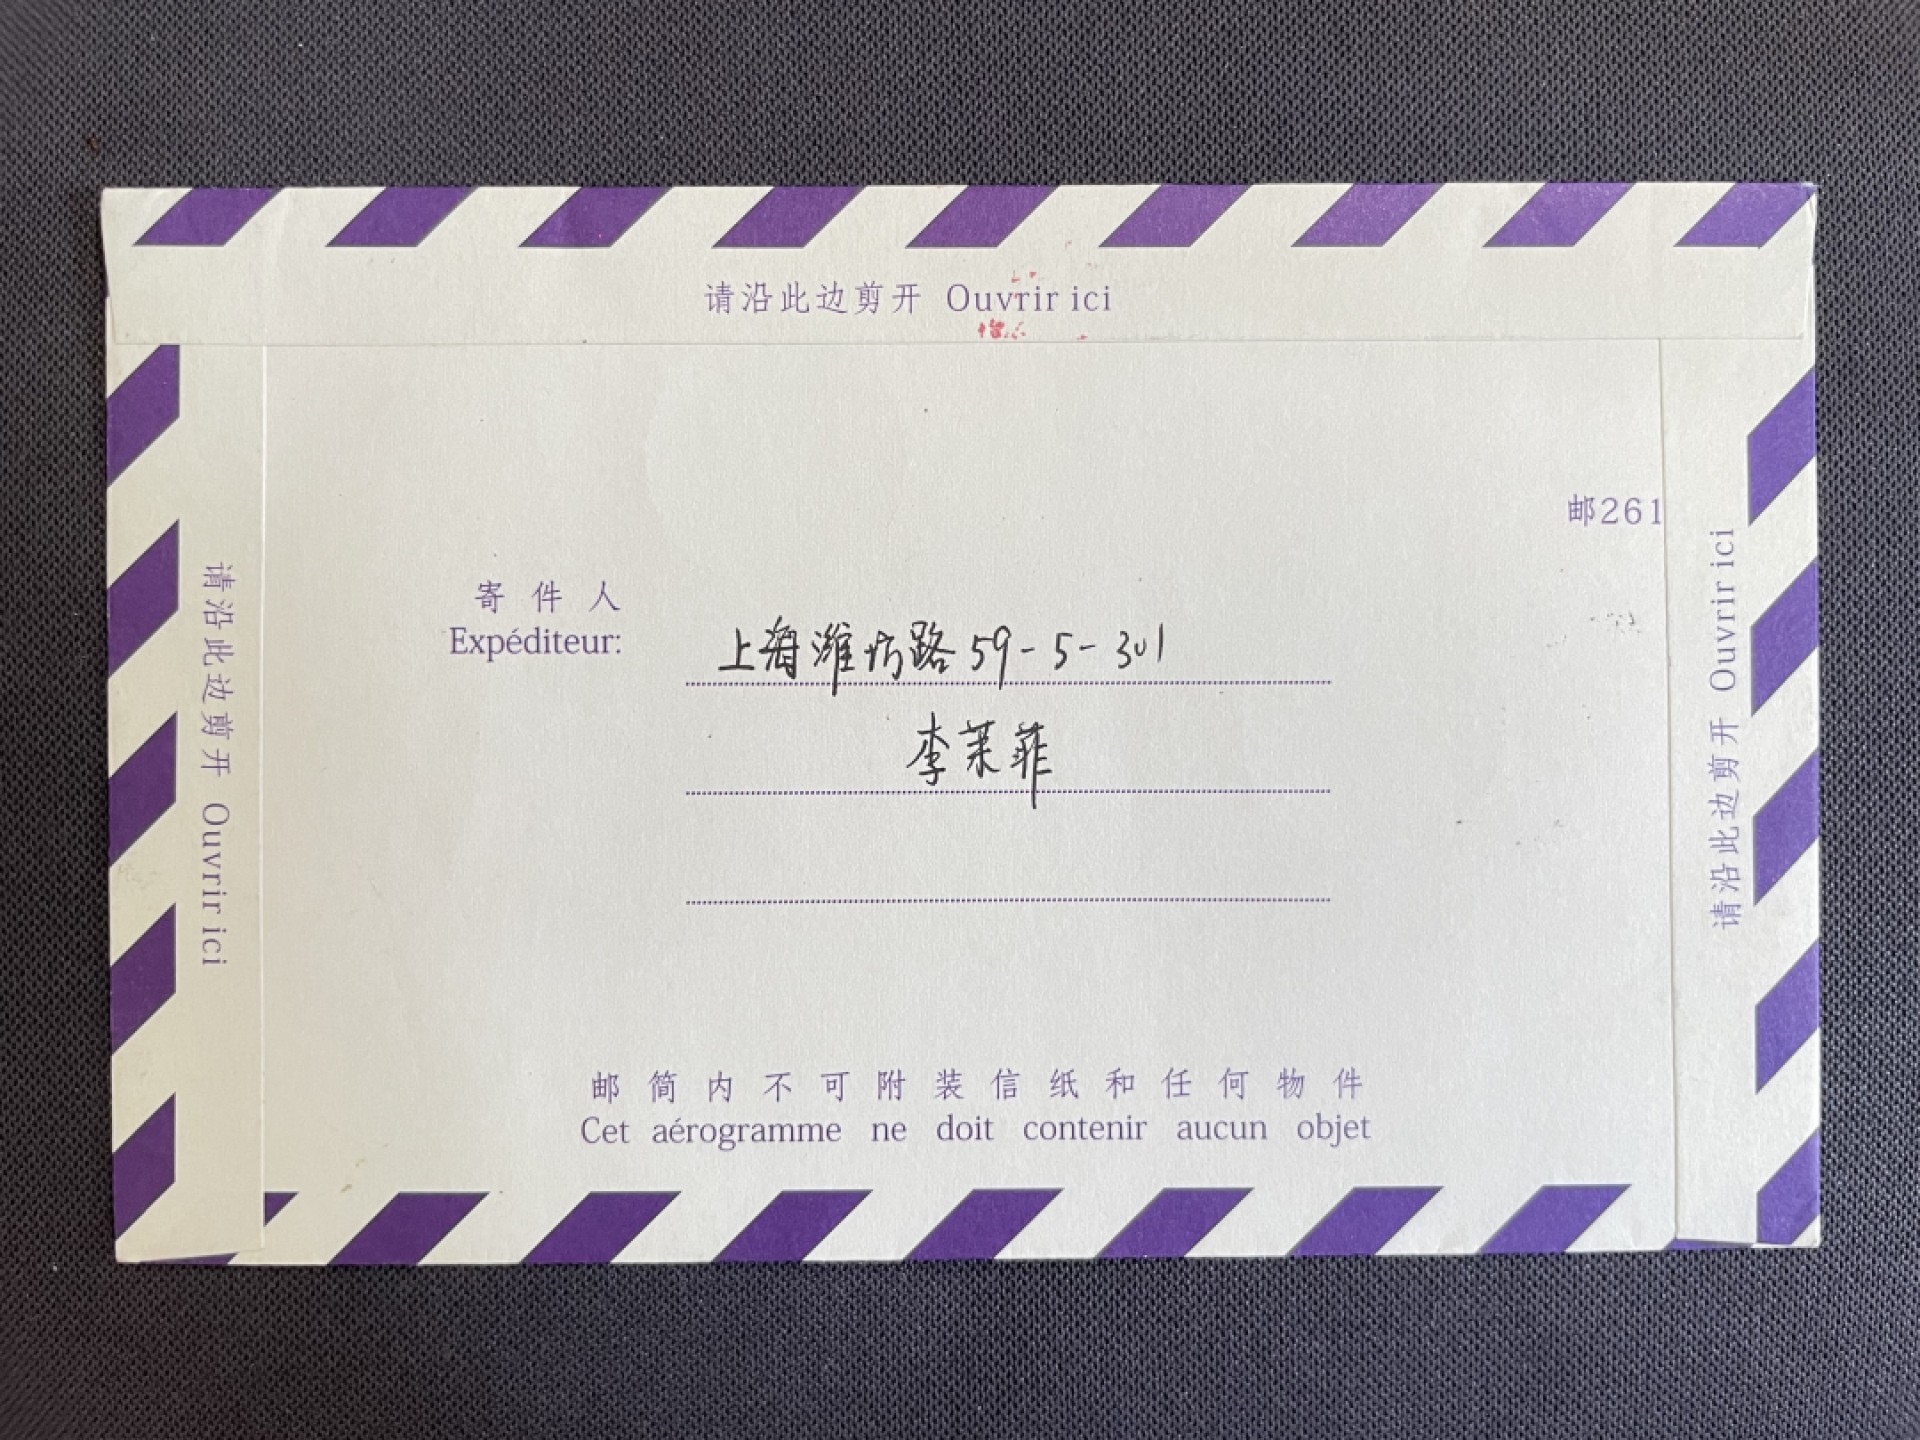 请沿此边剪开 Ouvrir ici
邮261
请沿此边剪开 Ouvrir ici
请沿此边剪开 Ouvrir ici
寄件人
Expéditeur:
上海潍坊路59-5-301
李茉菲
邮简内不可附装信纸和任何物件
Cet aérogramme ne doit contenir aucun objet